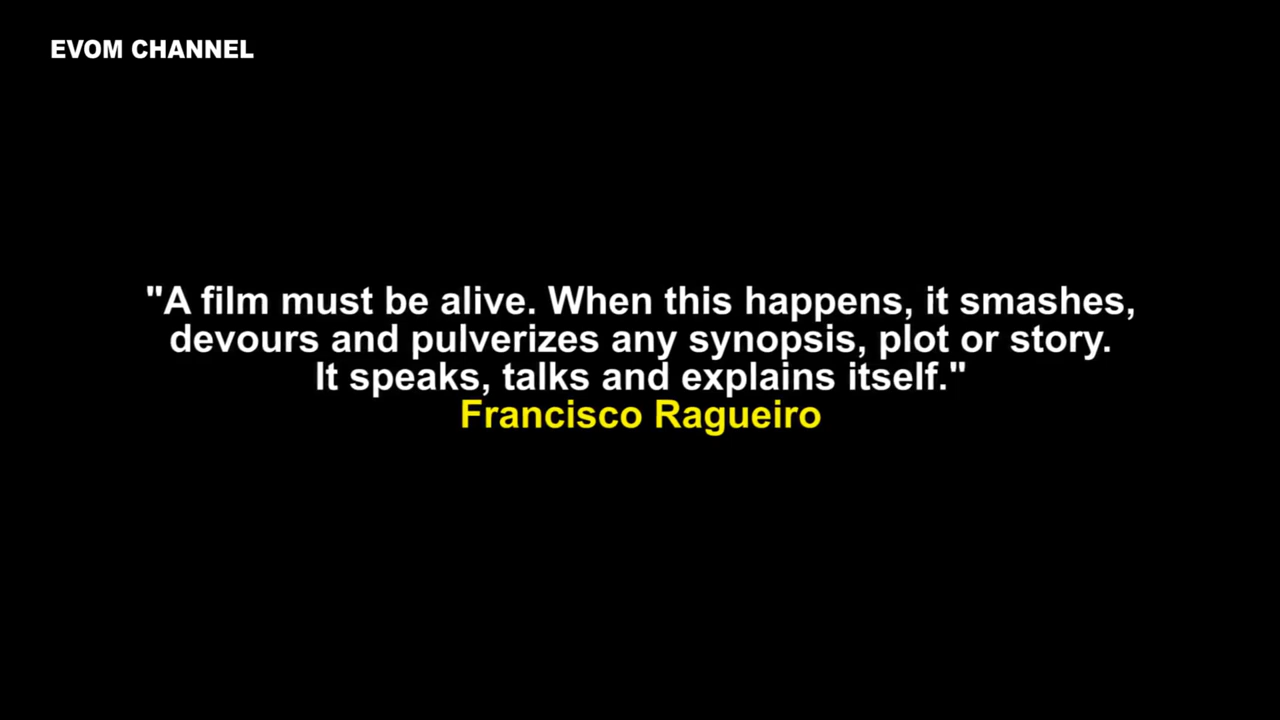 EVOM CHANNEL
"A film must be alive. When this happens, it smashes,
devours and pulverizes any synopsis, plot or story.
It speaks, talks and explains itself."
Francisco Ragueiro